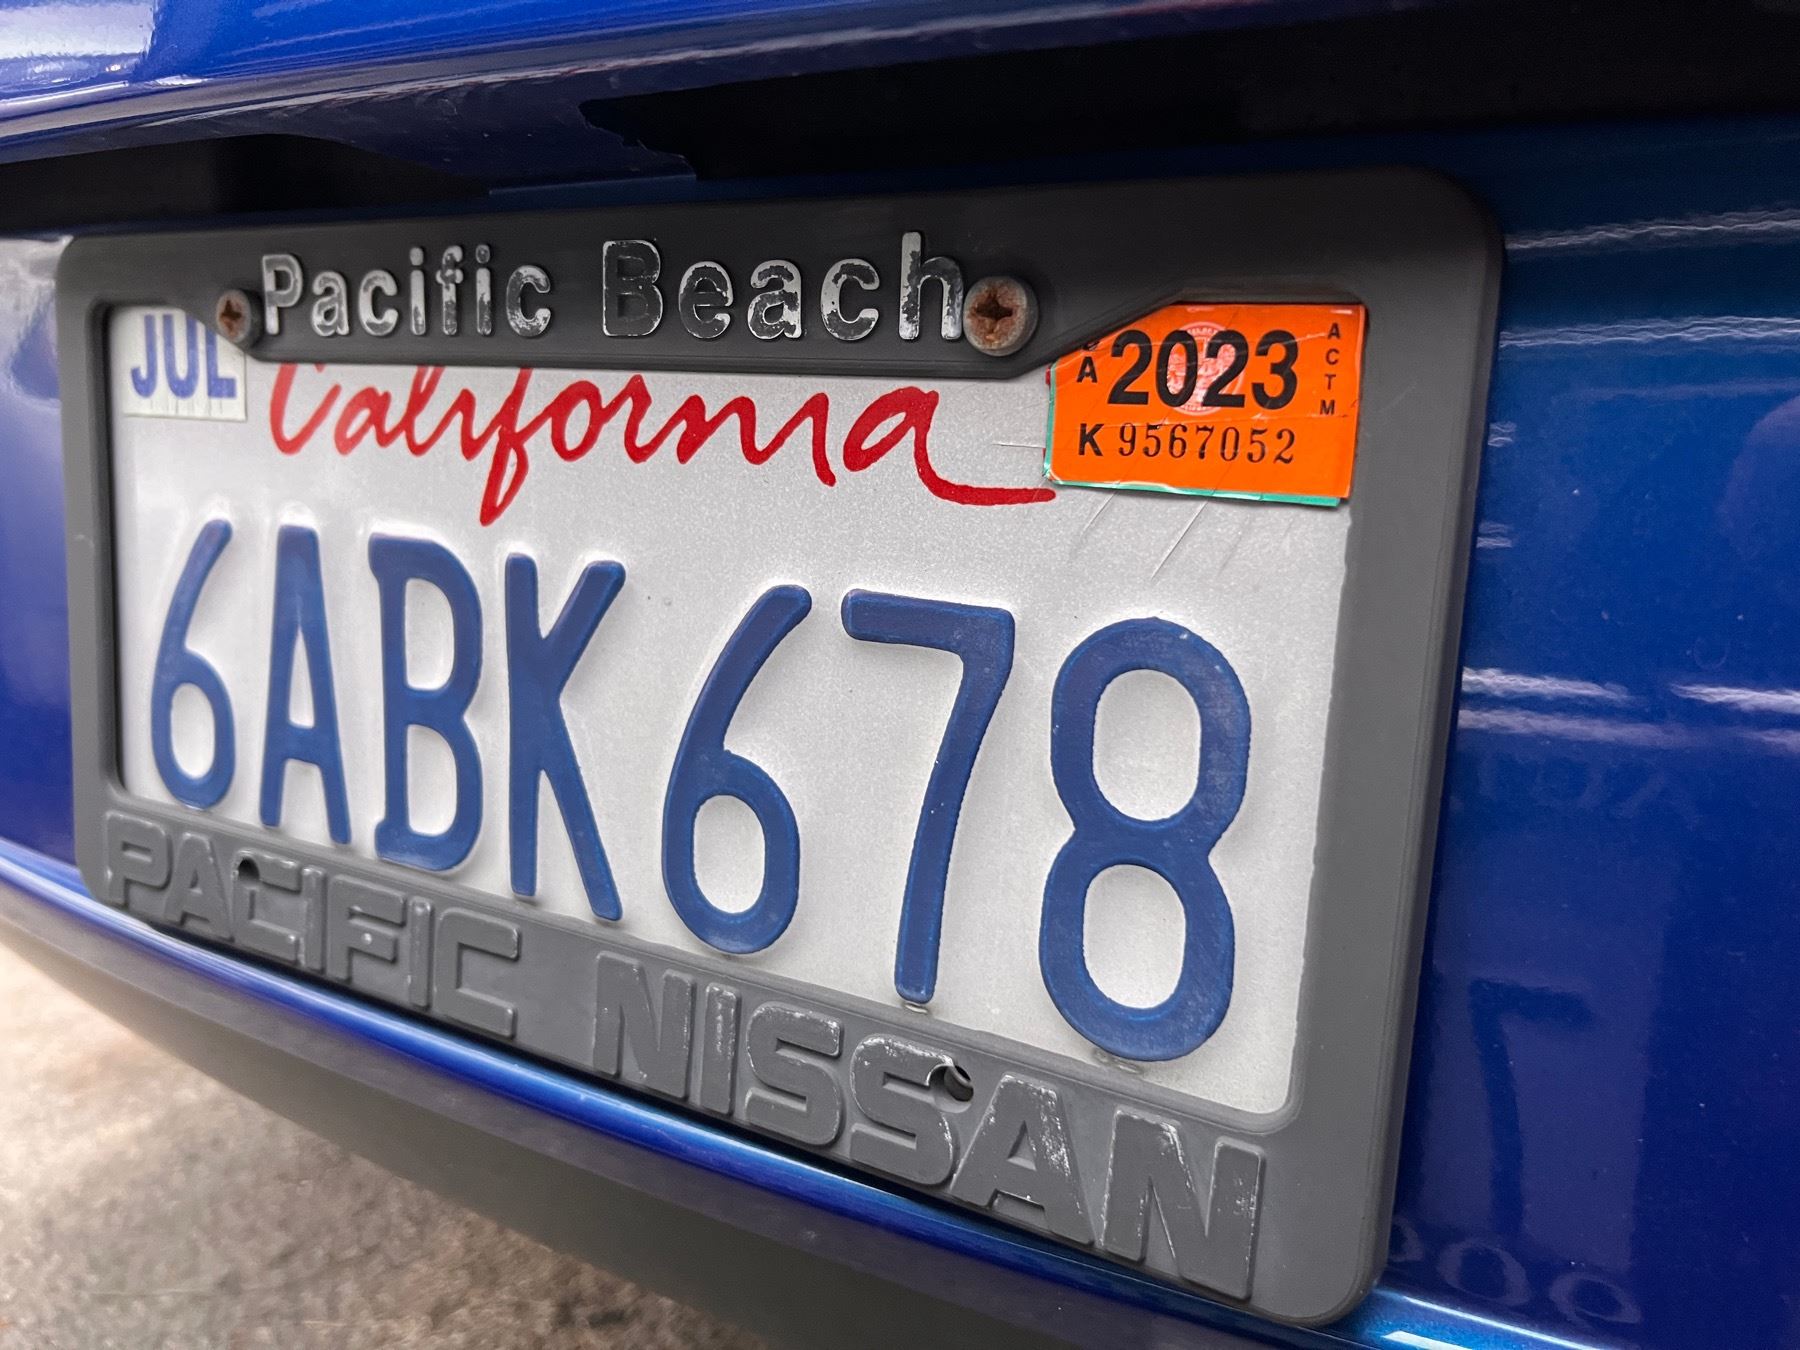 Pacific Beach
JUL
California
CA 2023 ACTM
K 9567052
6ABK678
PACIFIC NISSAN